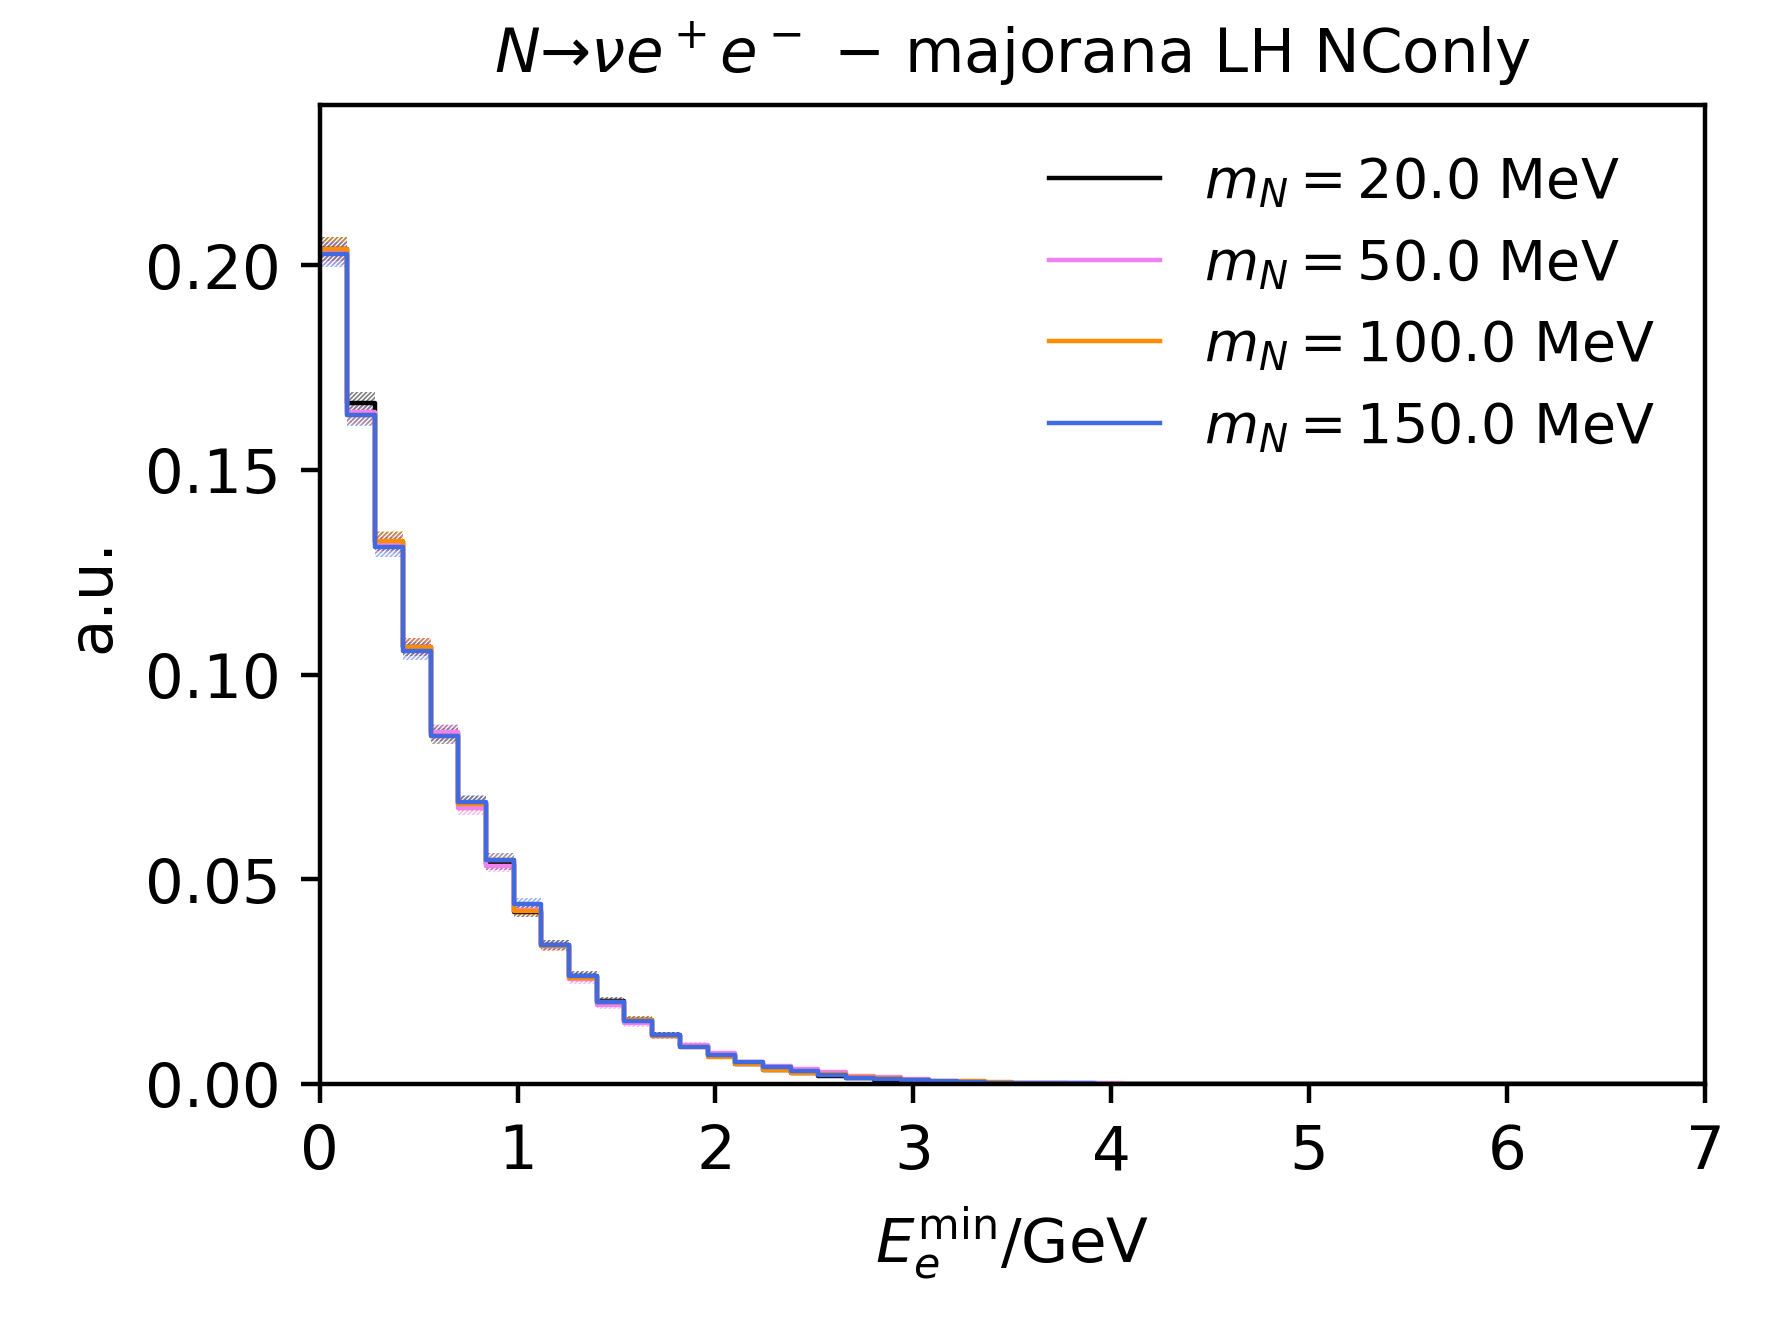 N→νe⁺e⁻ − majorana LH NConly
m_N = 20.0 MeV
m_N = 50.0 MeV
m_N = 100.0 MeV
m_N = 150.0 MeV
0.20
0.15
0.10
0.05
0.00
a.u.
0 1 2 3 4 5 6 7
E_e^min/GeV